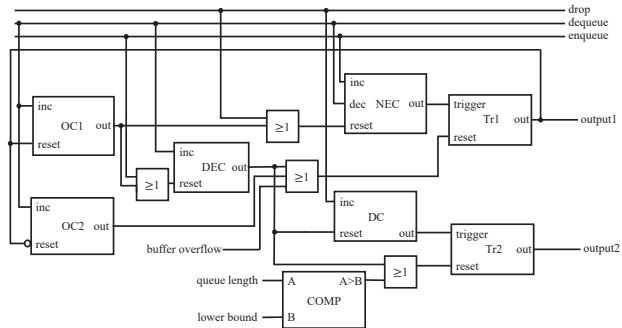 drop
dequeue
enqueue
inc
dec NEC out
reset
inc
OC1 out
reset
trigger
Tr1 out
reset
output1
≥1
inc
DEC out
reset
≥1
≥1
inc
OC2 out
reset
inc
DC
reset out
buffer overflow
trigger
Tr2 out
reset
output2
≥1
queue length
A A>B
COMP
lower bound
B